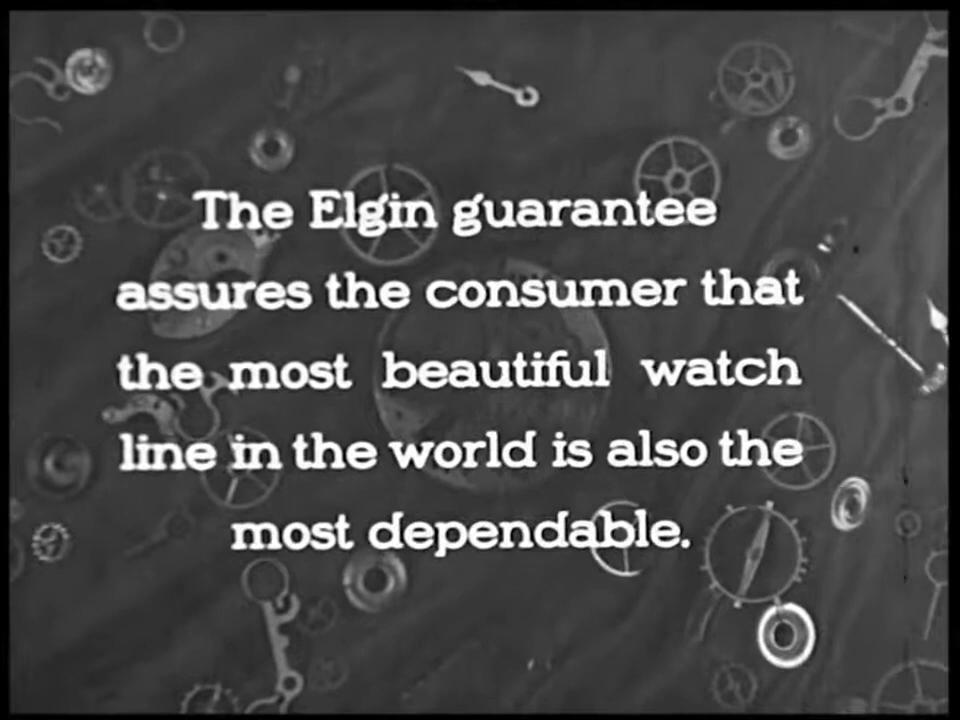 The Elgin guarantee
assures the consumer that
the most beautiful watch
line in the world is also the
most dependable.